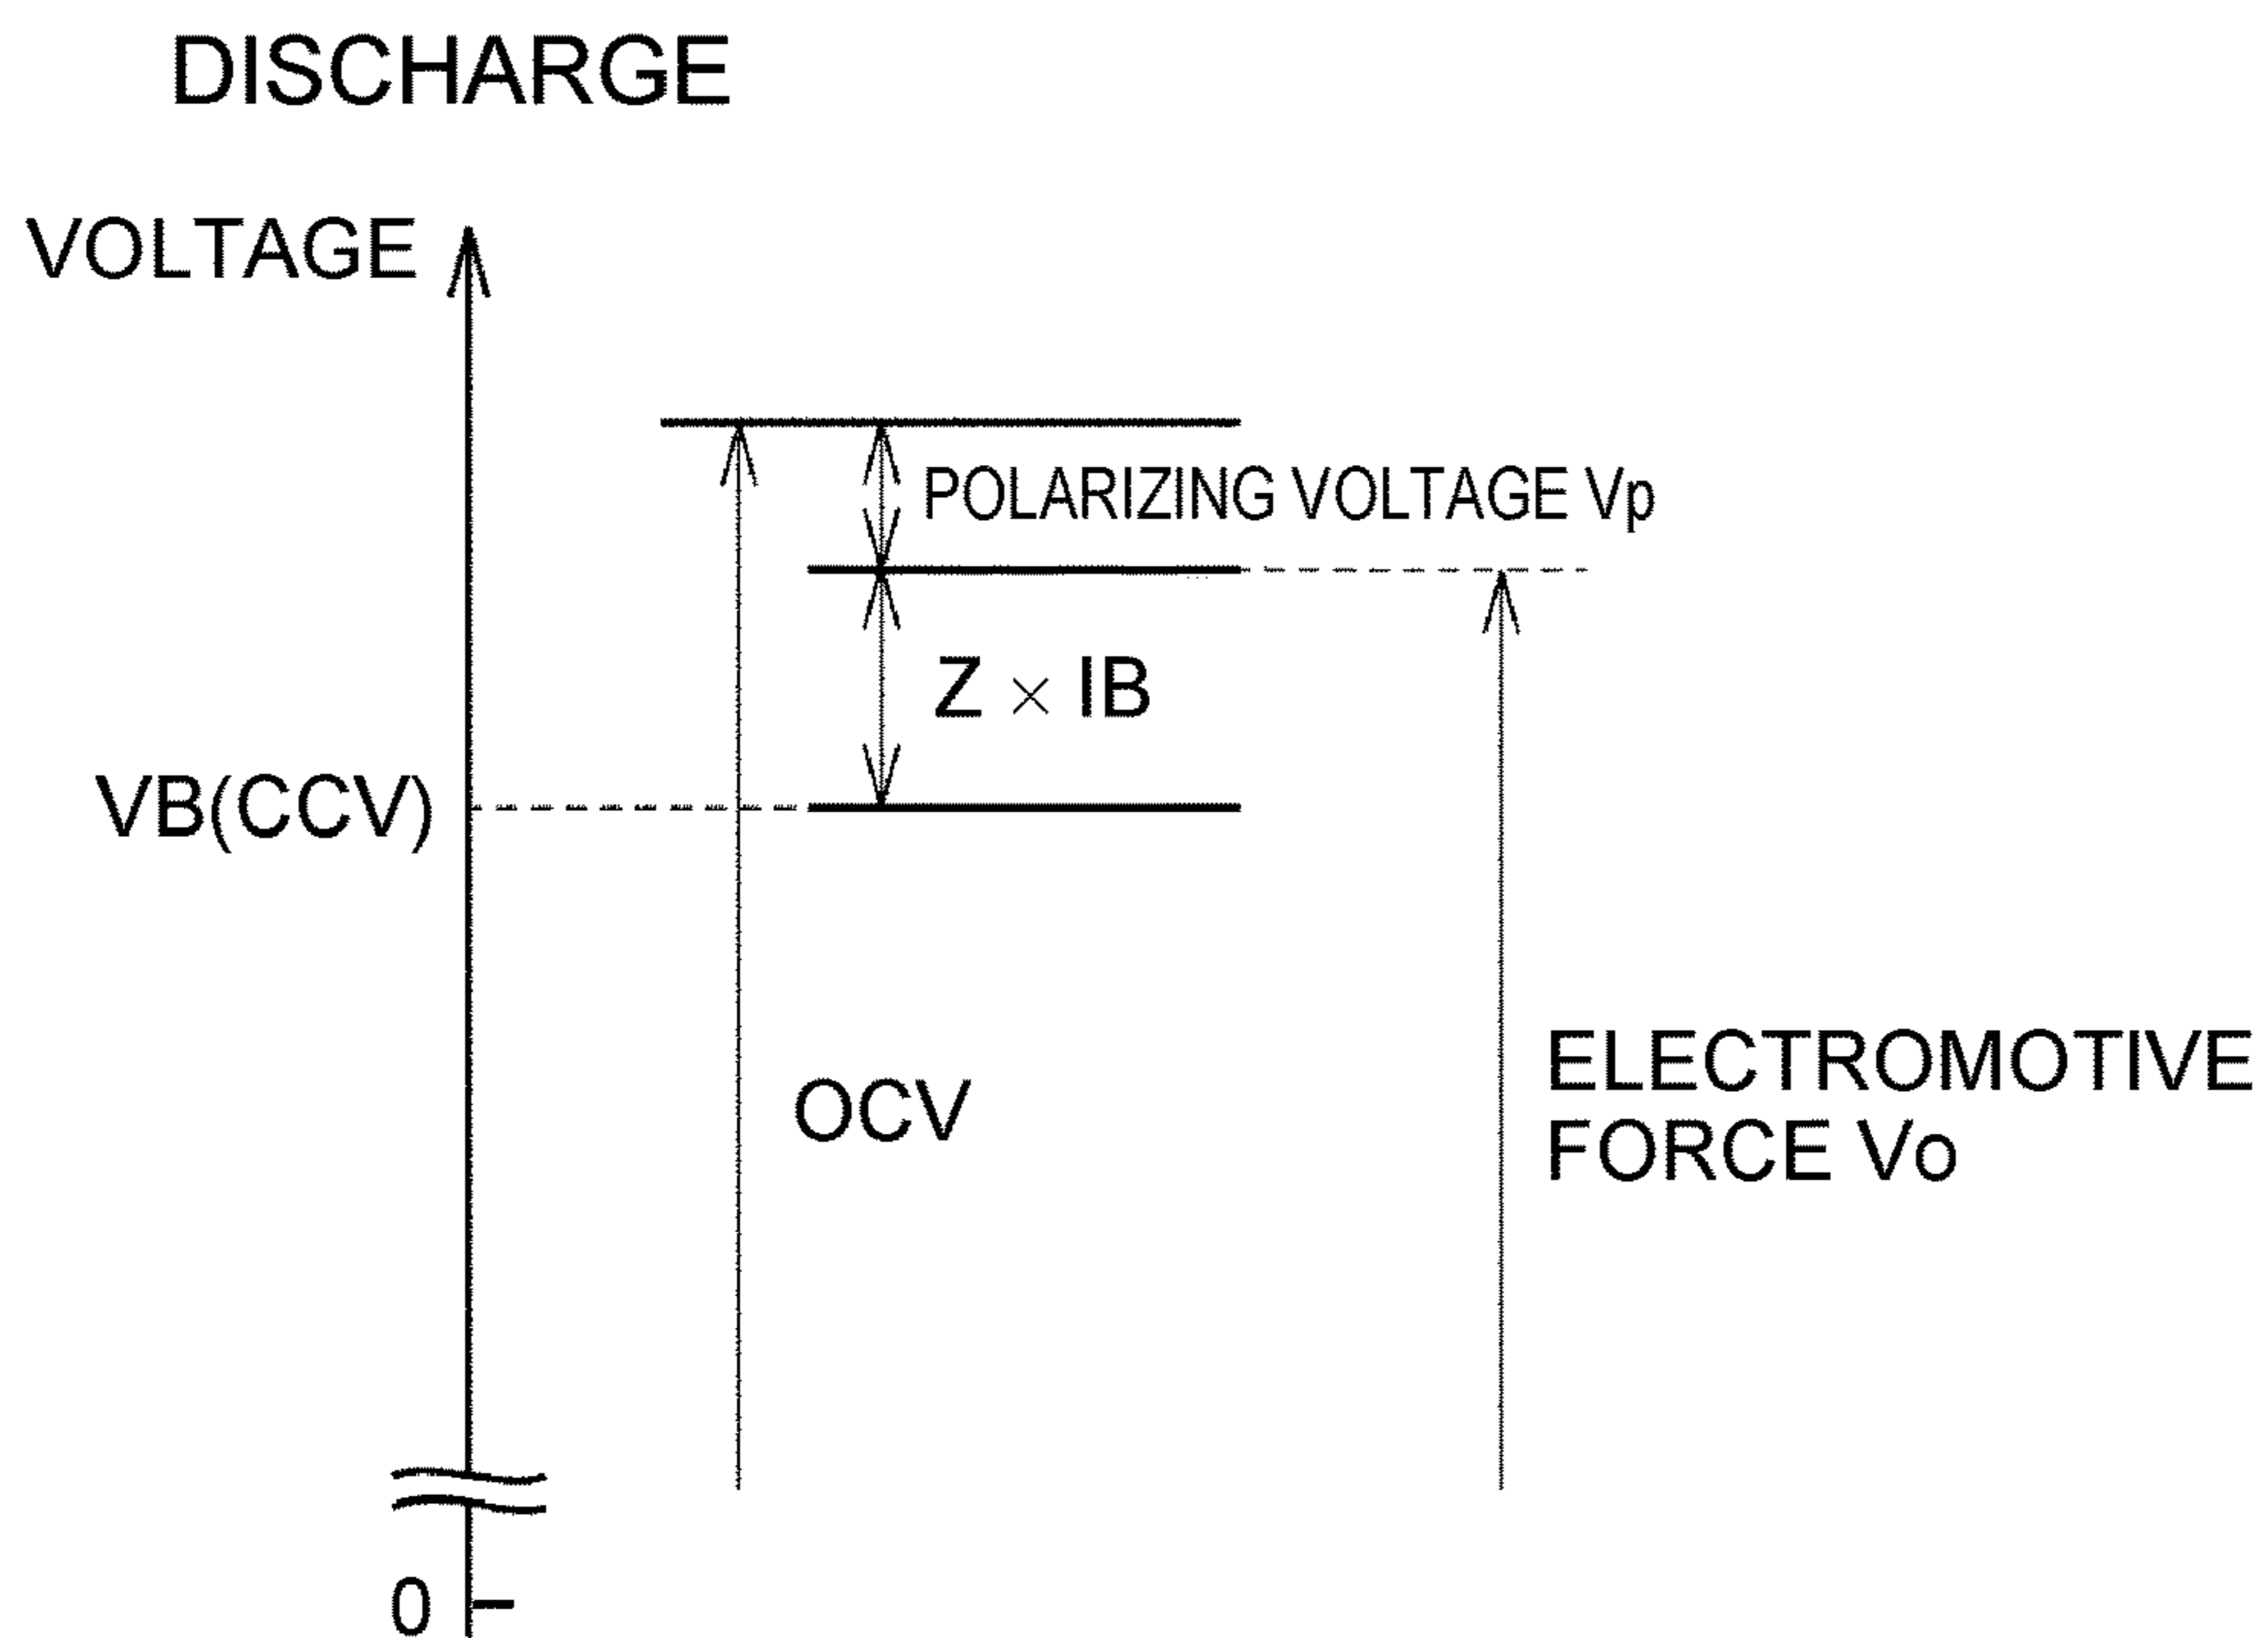 DISCHARGE
VOLTAGE
POLARIZING VOLTAGE Vp
Z × IB
VB(CCV)
OCV
ELECTROMOTIVE
FORCE Vo
0